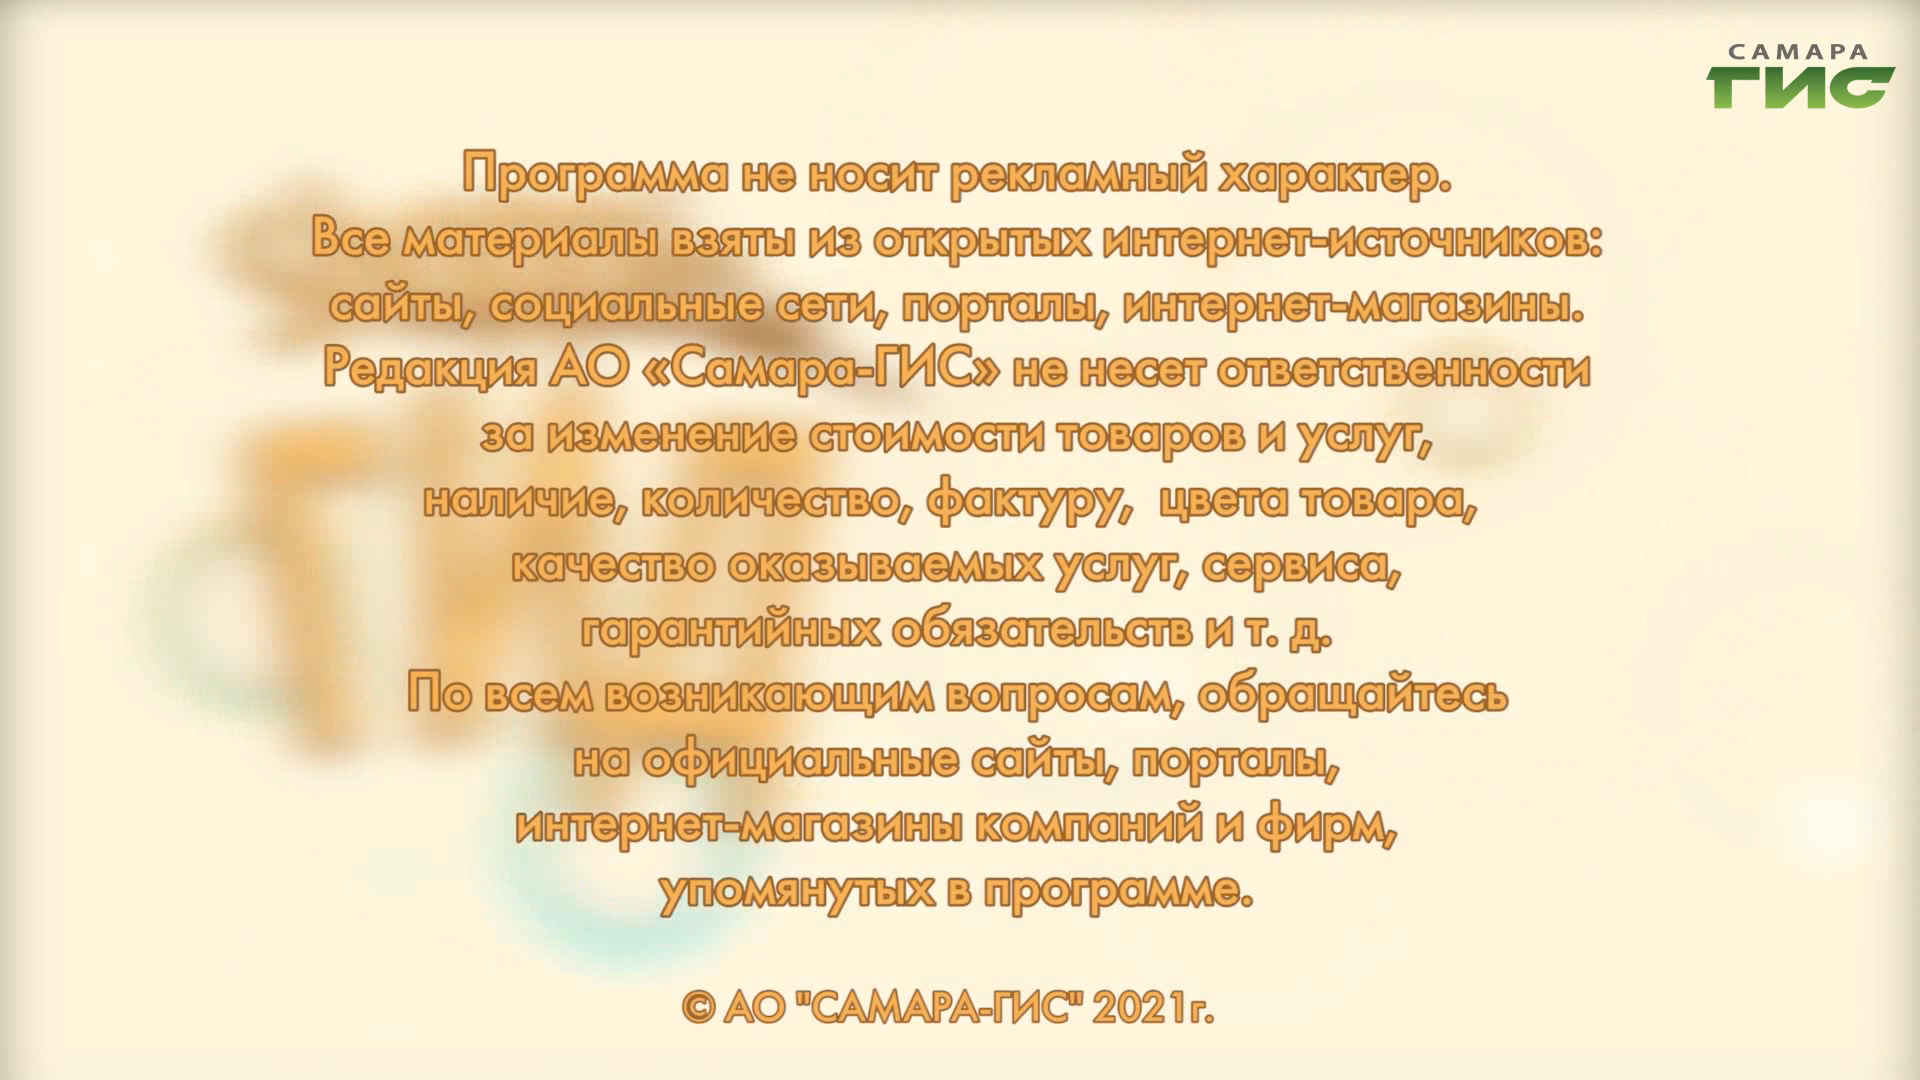 САМАРА
ГИС
Программа не носит рекламный характер.
Все материалы взяты из открытых интернет-источников:
сайты, социальные сети, порталы, интернет-магазины.
Редакция АО «Самара-ГИС» не несет ответственности
за изменение стоимости товаров и услуг,
наличие, количество, фактуру, цвета товара,
качество оказываемых услуг, сервиса,
гарантийных обязательств и т. д.
По всем возникающим вопросам, обращайтесь
на официальные сайты, порталы,
интернет-магазины компаний и фирм,
упомянутых в программе.
© АО "САМАРА-ГИС" 2021г.